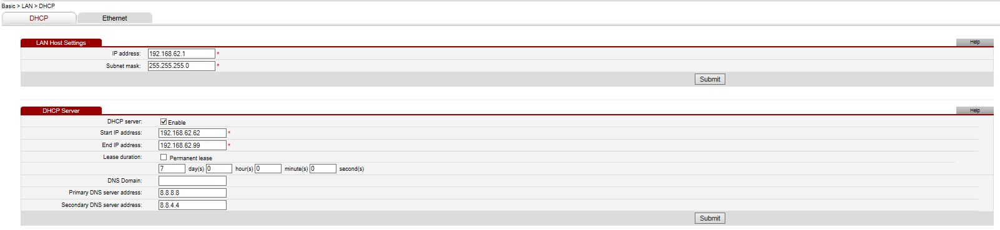 Basic > LAN > DHCP
DHCP Ethernet
LAN Host Settings Help
IP address: 192.168.62.1 *
Subnet mask: 255.255.255.0 *
Submit
DHCP Server Help
DHCP server: Enable
Start IP address: 192.168.62.62 *
End IP address: 192.168.62.99 *
Lease duration: Permanent lease
7 day(s) 0 hour(s) 0 minute(s) 0 second(s)
DNS Domain:
Primary DNS server address: 8.8.8.8
Secondary DNS server address: 8.8.4.4
Submit